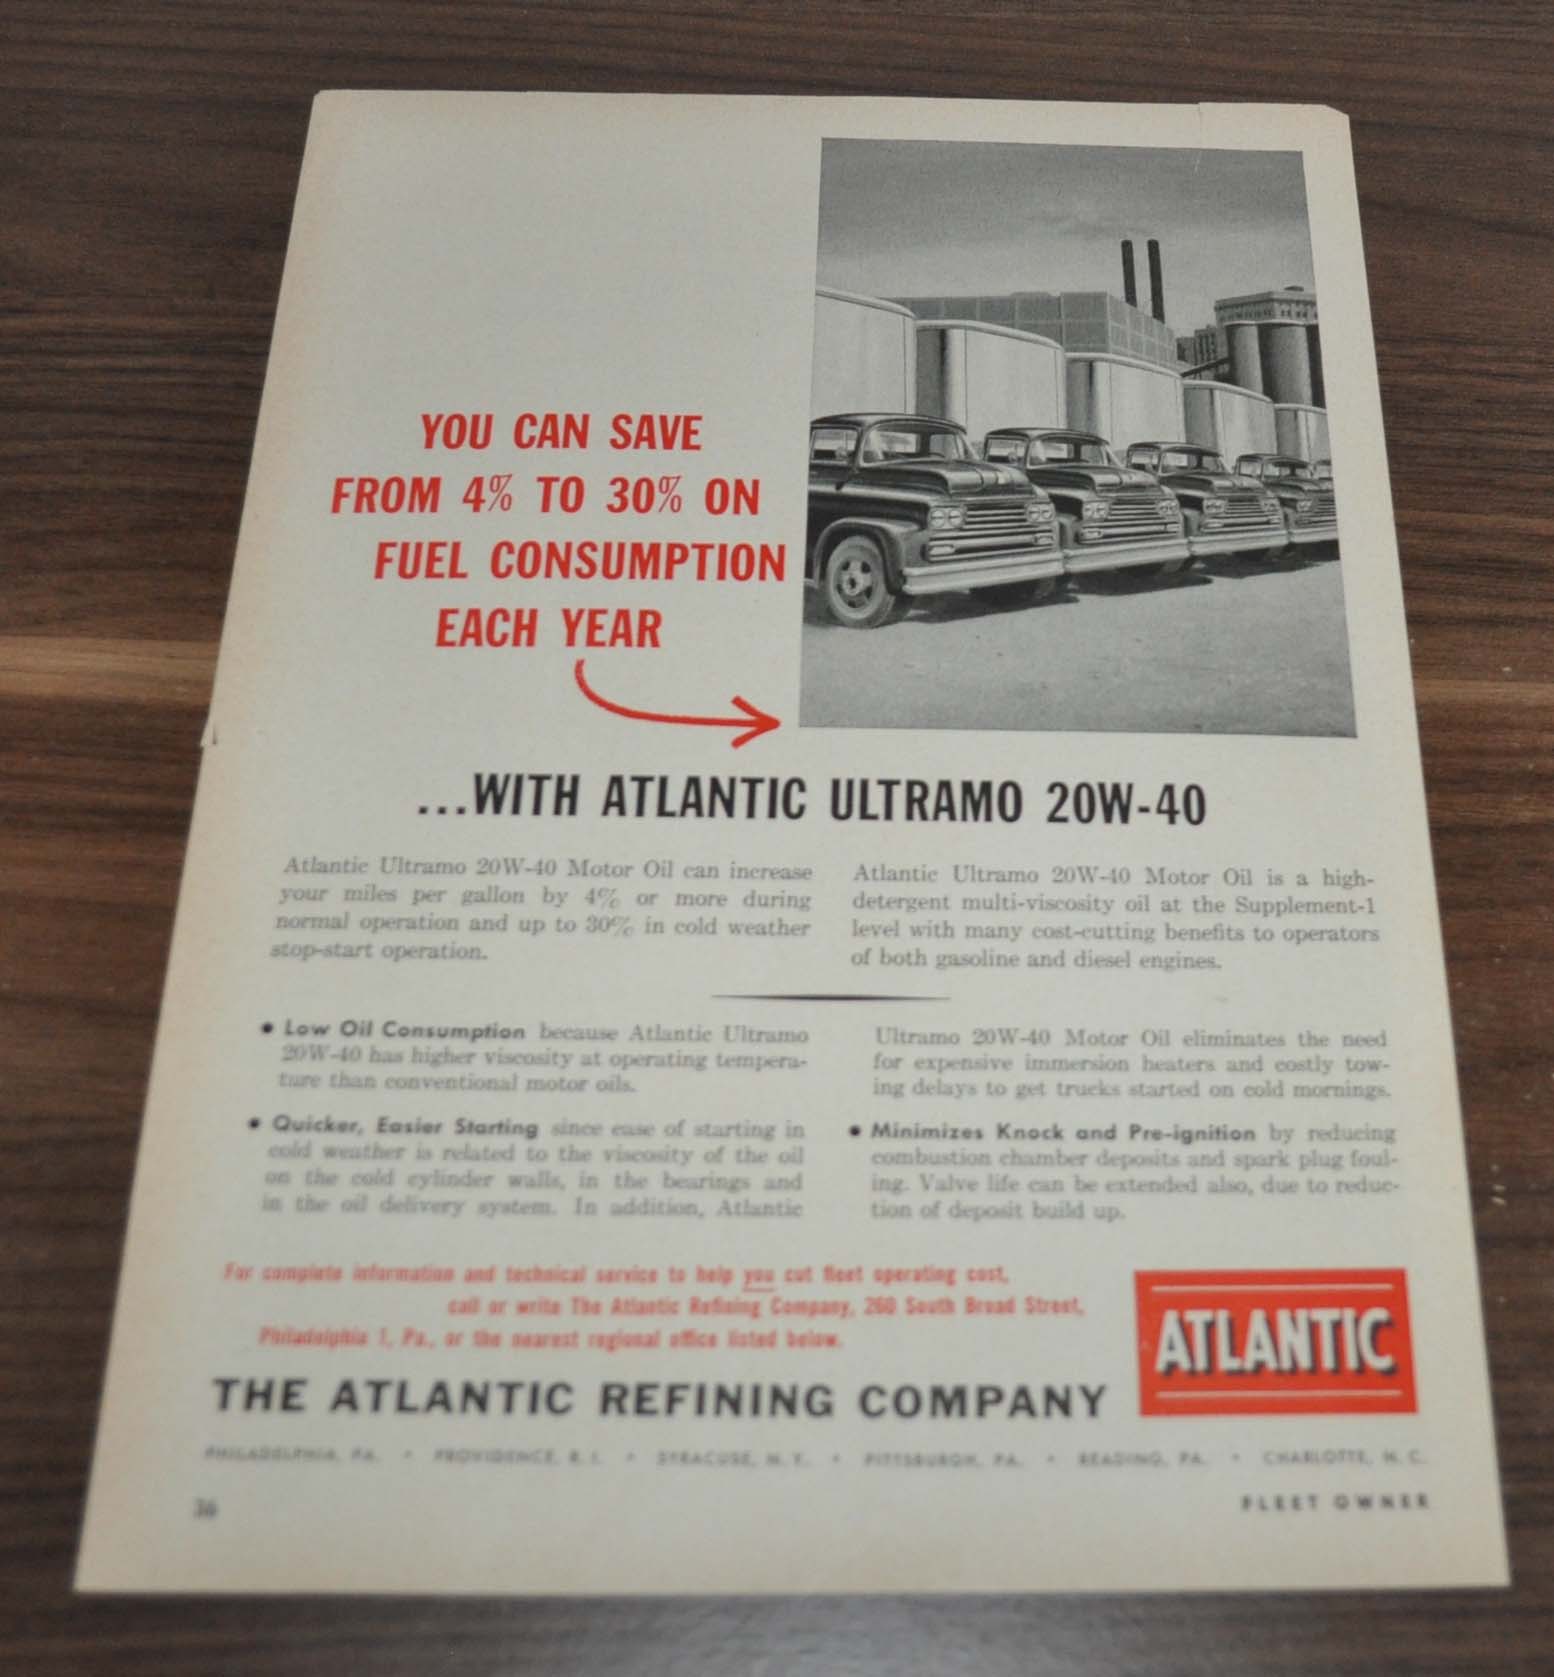 YOU CAN SAVE
FROM 4% TO 30% ON
FUEL CONSUMPTION
EACH YEAR
...WITH ATLANTIC ULTRAMO 20W-40
Atlantic Ultramo 20W-40 Motor Oil can increase
your miles per gallon by 4% or more during
normal operation and up to 30% in cold weather
stop-start operation.
Atlantic Ultramo 20W-40 Motor Oil is a high-
detergent multi-viscosity oil at the Supplement-1
level with many cost-cutting benefits to operators
of both gasoline and diesel engines.
• Low Oil Consumption because Atlantic Ultramo
20W-40 has higher viscosity at operating tempera-
ture than conventional motor oils.
• Quicker, Easier Starting since ease of starting in
cold weather is related to the viscosity of the oil
on the cold cylinder walls, in the bearings and
in the oil delivery system. In addition, Atlantic
Ultramo 20W-40 Motor Oil eliminates the need
for expensive immersion heaters and costly tow-
ing delays to get trucks started on cold mornings.
• Minimizes Knock and Pre-ignition by reducing
combustion chamber deposits and spark plug foul-
ing. Valve life can be extended also, due to reduc-
tion of deposit build up.
For complete information and technical service to help you cut fleet operating cost,
call or write The Atlantic Refining Company, 260 South Broad Street,
Philadelphia 1, Pa., or the nearest regional office listed below.
ATLANTIC
THE ATLANTIC REFINING COMPANY
PHILADELPHIA, PA. • PROVIDENCE, R. I. • SYRACUSE, N. Y. • PITTSBURGH, PA. • READING, PA. • CHARLOTTE, N. C.
36
FLEET OWNER